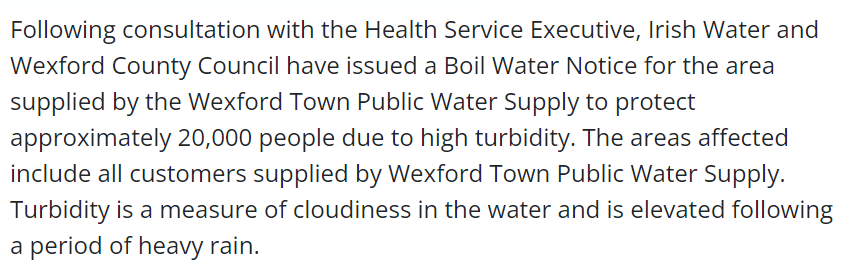 Following consultation with the Health Service Executive, Irish Water and
Wexford County Council have issued a Boil Water Notice for the area
supplied by the Wexford Town Public Water Supply to protect
approximately 20,000 people due to high turbidity. The areas affected
include all customers supplied by Wexford Town Public Water Supply.
Turbidity is a measure of cloudiness in the water and is elevated following
a period of heavy rain.